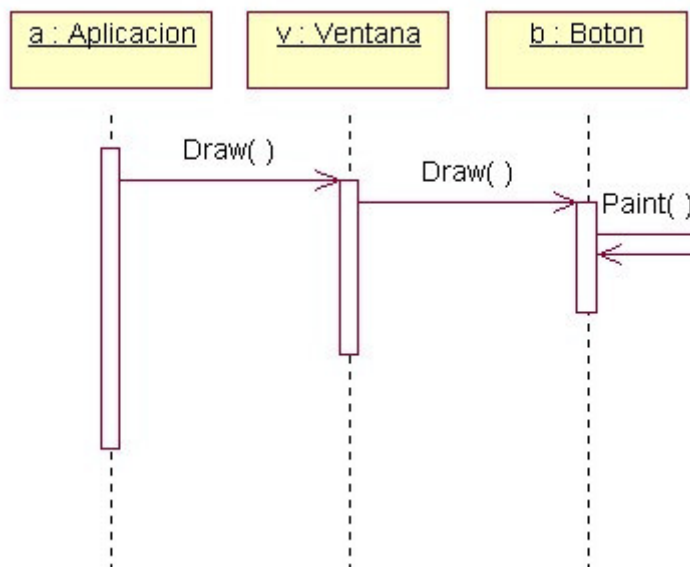 a : Aplicacion
v : Ventana
b : Boton
Draw( )
Draw( )
Paint( )